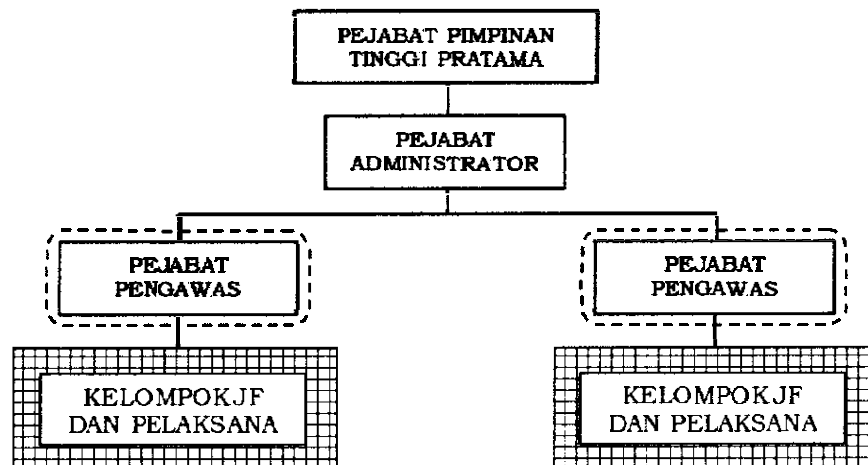 PEJABAT PIMPINAN
TINGGI PRATAMA
PEJABAT
ADMINISTRATOR
PEJABAT
PENGAWAS
PEJABAT
PENGAWAS
KELOMPOKJF
DAN PELAKSANA
KELOMPOKJF
DAN PELAKSANA